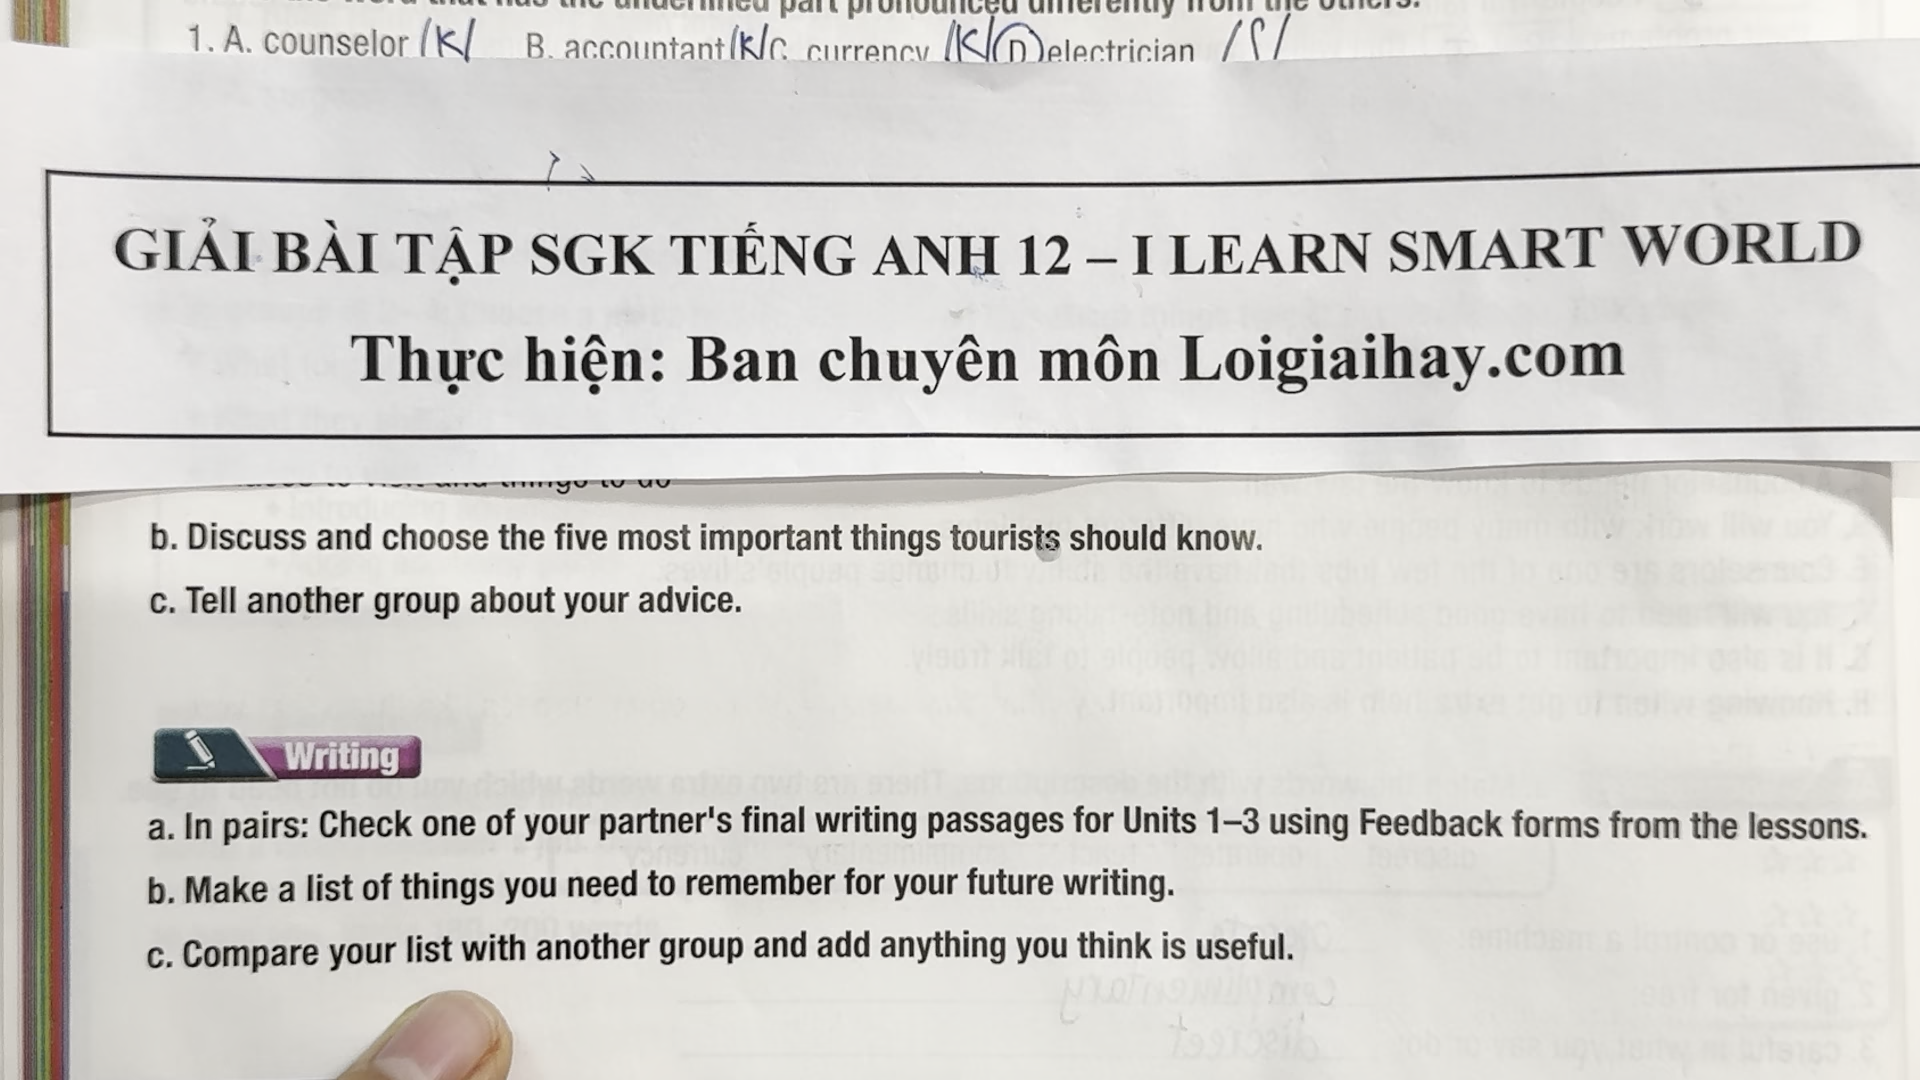 1. A. counselor /k/ B. accountant /k/ C. currency /k/ D electrician /ʃ/
GIẢI BÀI TẬP SGK TIẾNG ANH 12 – I LEARN SMART WORLD
Thực hiện: Ban chuyên môn Loigiaihay.com
things to do
b. Discuss and choose the five most important things tourists should know.
c. Tell another group about your advice.
Writing
a. In pairs: Check one of your partner's final writing passages for Units 1–3 using Feedback forms from the lessons.
b. Make a list of things you need to remember for your future writing.
c. Compare your list with another group and add anything you think is useful.